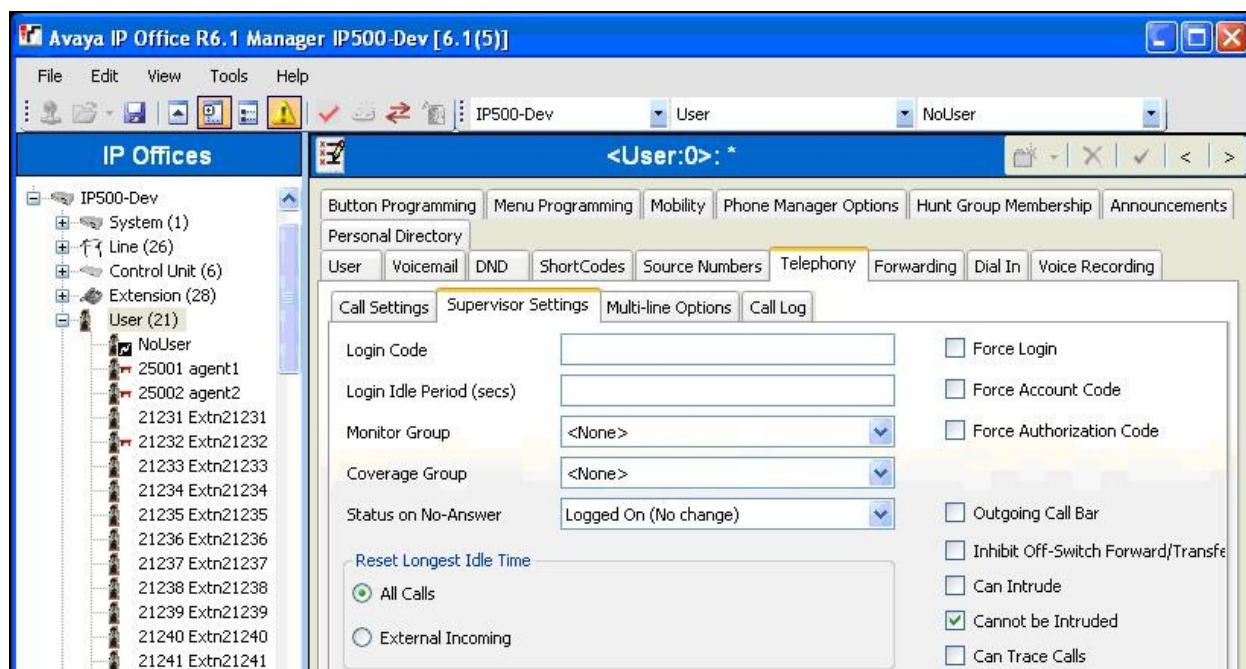 Avaya IP Office R6.1 Manager IP500-Dev [6.1(5)]
File Edit View Tools Help
IP500-Dev User NoUser
IP Offices
<User:0>: *
IP500-Dev
System (1)
Line (26)
Control Unit (6)
Extension (28)
User (21)
NoUser
25001 agent1
25002 agent2
21231 Extn21231
21232 Extn21232
21233 Extn21233
21234 Extn21234
21235 Extn21235
21236 Extn21236
21237 Extn21237
21238 Extn21238
21239 Extn21239
21240 Extn21240
21241 Extn21241
Button Programming Menu Programming Mobility Phone Manager Options Hunt Group Membership Announcements
Personal Directory
User Voicemail DND ShortCodes Source Numbers Telephony Forwarding Dial In Voice Recording
Call Settings Supervisor Settings Multi-line Options Call Log
Login Code Force Login
Login Idle Period (secs) Force Account Code
Monitor Group <None> Force Authorization Code
Coverage Group <None>
Status on No-Answer Logged On (No change) Outgoing Call Bar
Inhibit Off-Switch Forward/Transfe
Reset Longest Idle Time
All Calls Can Intrude
Cannot be Intruded
External Incoming
Can Trace Calls